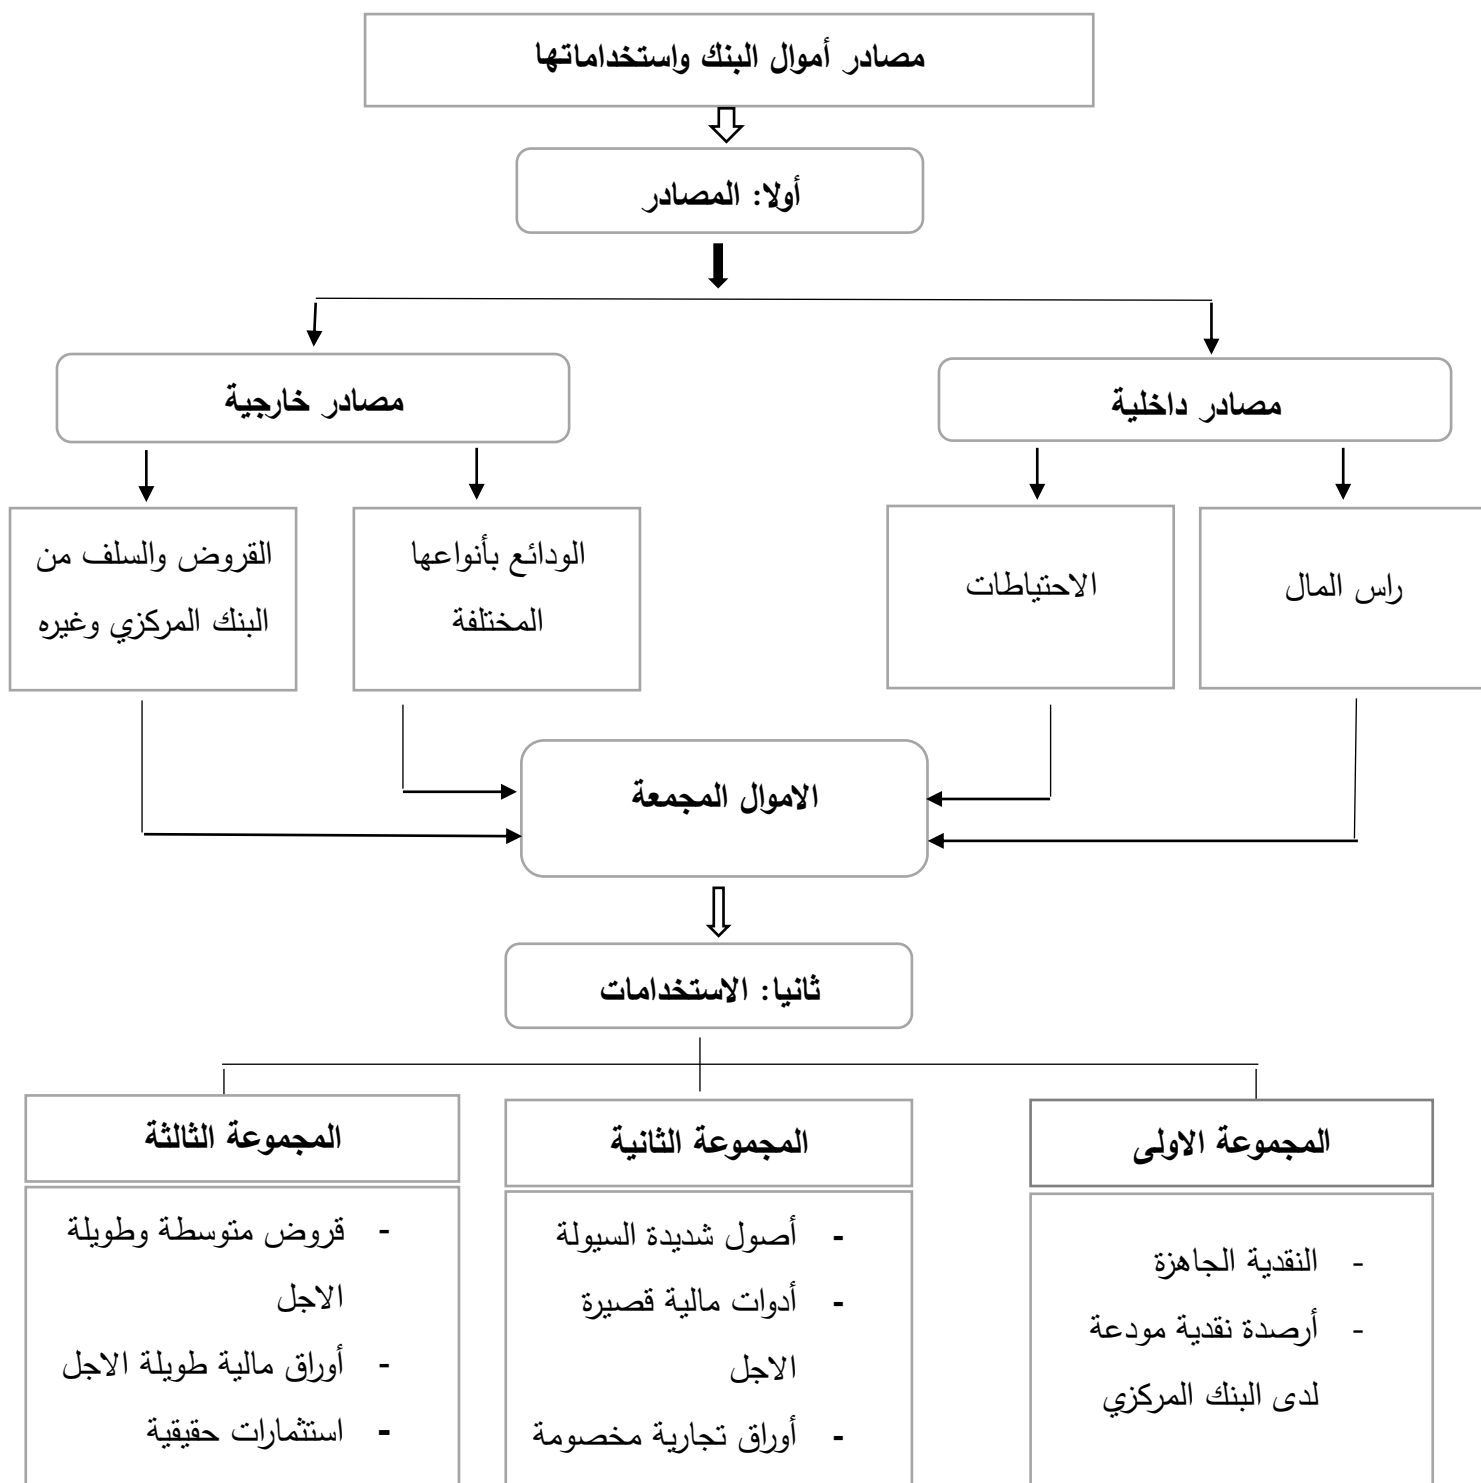 مصادر أموال البنك واستخداماتها
أولا: المصادر
مصادر داخلية
مصادر خارجية
راس المال
الاحتياطات
الودائع بأنواعها
المختلفة
القروض والسلف من
البنك المركزي وغيره
الاموال المجمعة
ثانيا: الاستخدامات
المجموعة الاولى
- النقدية الجاهزة
- أرصدة نقدية مودعة
لدى البنك المركزي
المجموعة الثانية
- أصول شديدة السيولة
- أدوات مالية قصيرة
الاجل
- أوراق تجارية مخصومة
المجموعة الثالثة
- قروض متوسطة وطويلة
الاجل
- أوراق مالية طويلة الاجل
- استثمارات حقيقية